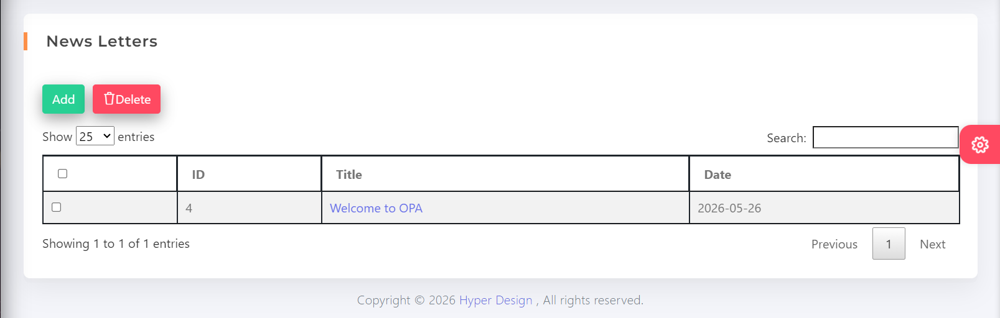 News Letters
Add Delete
Show 25 entries Search:
ID Title Date
4 Welcome to OPA 2026-05-26
Showing 1 to 1 of 1 entries Previous 1 Next
Copyright © 2026 Hyper Design , All rights reserved.